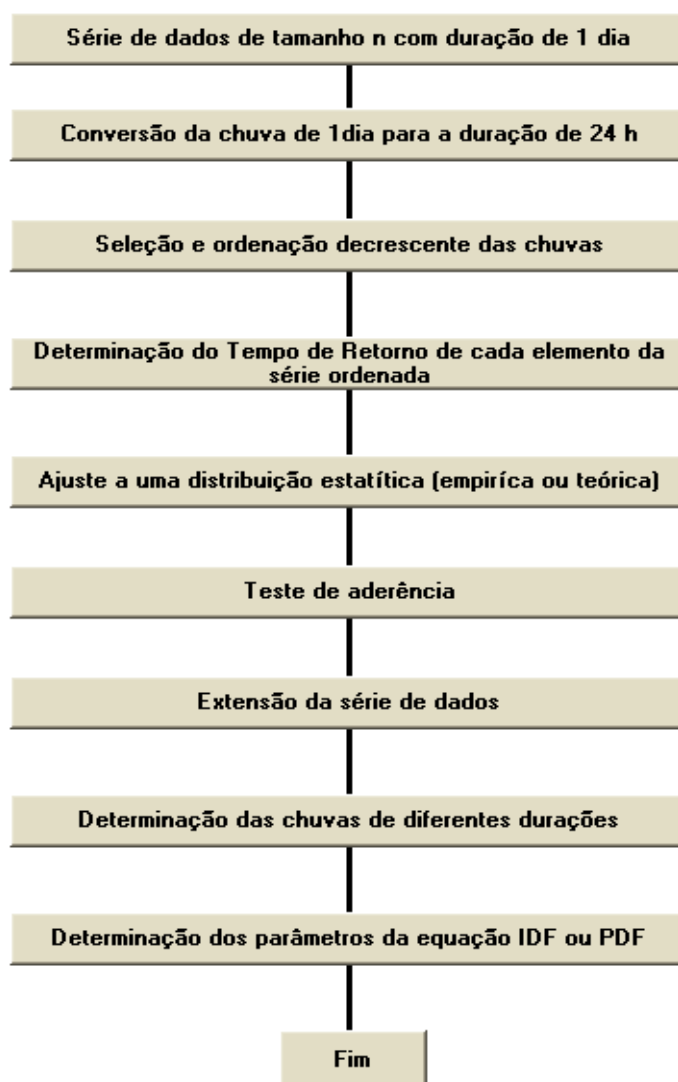 Série de dados de tamanho n com duração de 1 dia
Conversão da chuva de 1dia para a duração de 24 h
Seleção e ordenação decrescente das chuvas
Determinação do Tempo de Retorno de cada elemento da
série ordenada
Ajuste a uma distribuição estatítica (empiríca ou teórica)
Teste de aderência
Extensão da série de dados
Determinação das chuvas de diferentes durações
Determinação dos parâmetros da equação IDF ou PDF
Fim